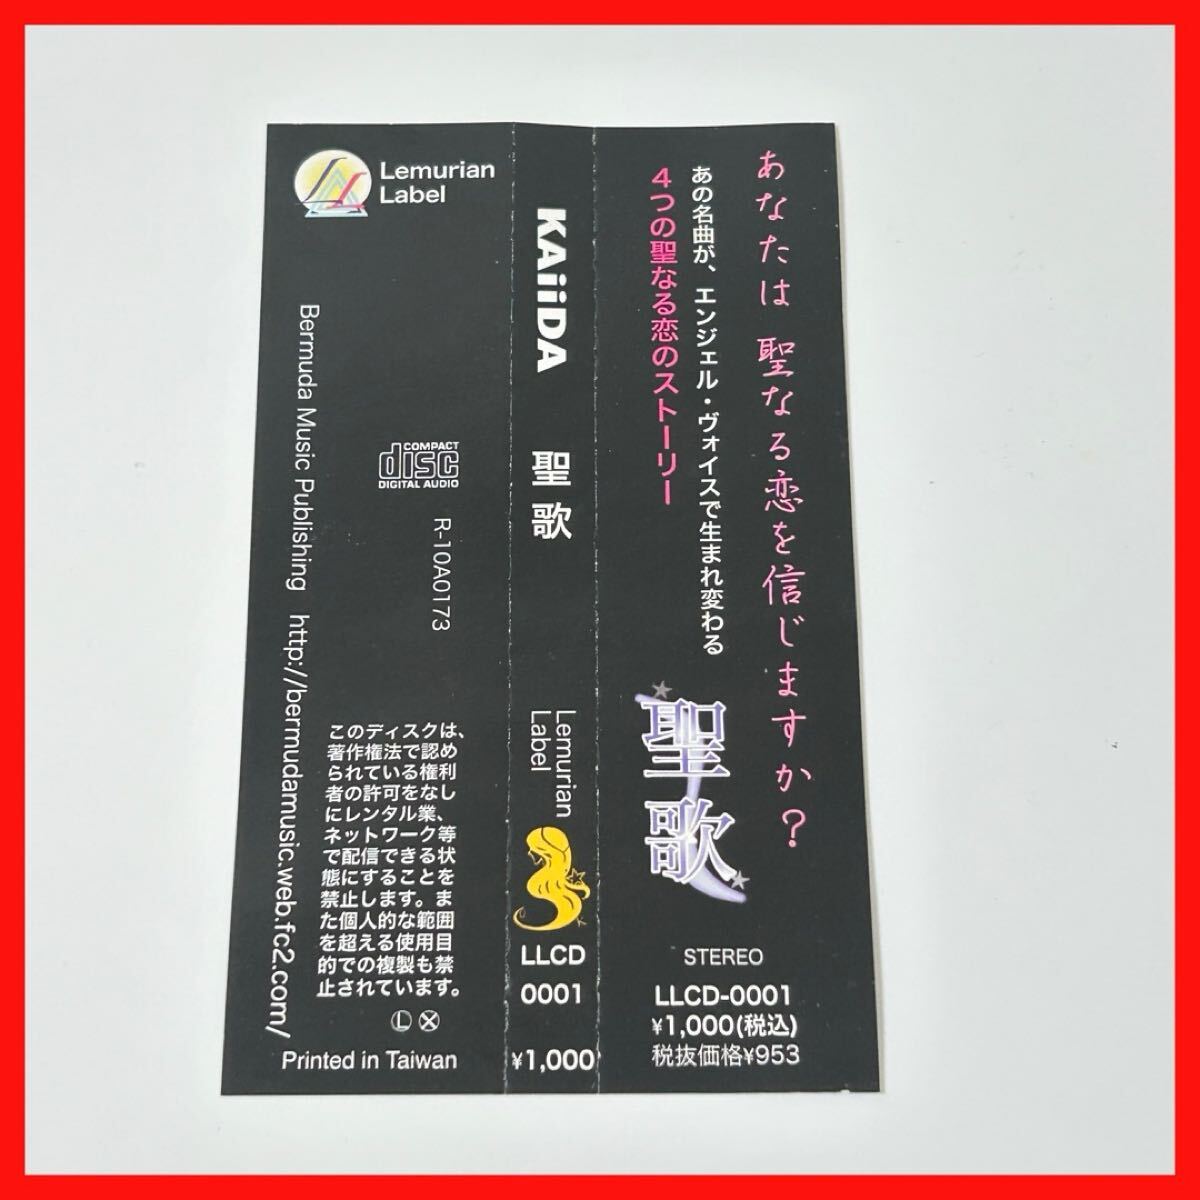 あなたは 聖なる恋を信じますか?
あの名曲が、エンジェル・ヴォイスで生まれ変わる
4つの聖なる恋のストーリー
聖歌
STEREO
LLCD-0001
¥1,000(税込)
税抜価格¥953
KAiiDA 聖歌
Lemurian
Label
LLCD
0001
¥1,000
Lemurian
Label
COMPACT
disc
DIGITAL AUDIO
R-10A0173
Bermuda Music Publishing http://bermudamusic.web.fc2.com/
このディスクは、
著作権法で認め
られている権利
者の許可をなし
にレンタル業、
ネットワーク等
で配信できる状
態にすることを
禁止します。ま
た個人的な範囲
を超える使用目
的での複製も禁
止されています。
Ⓛ Ⓧ
Printed in Taiwan